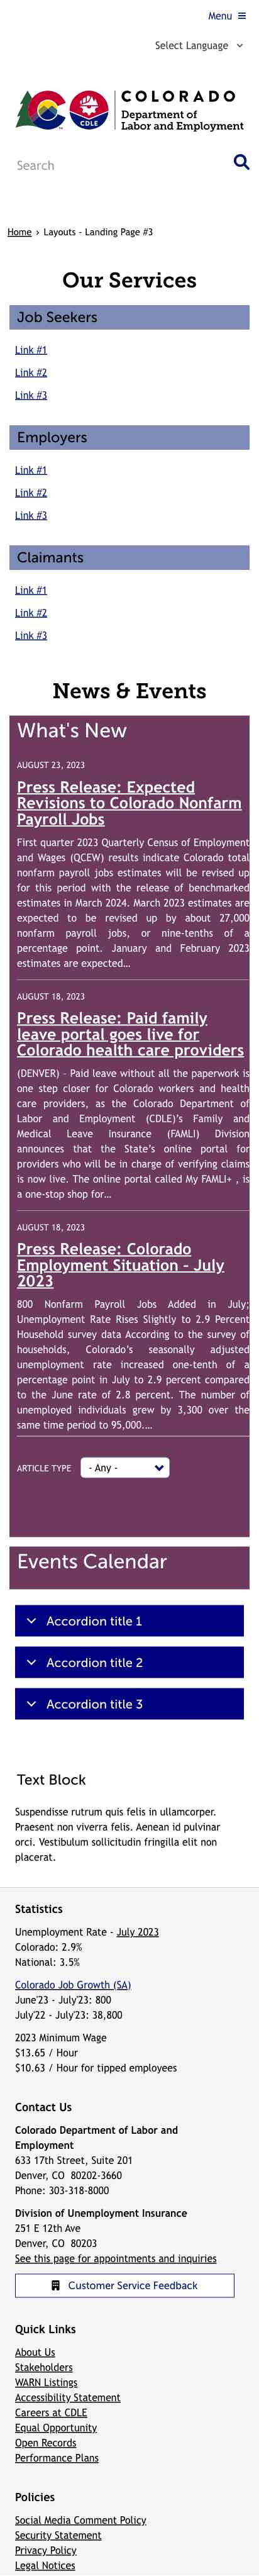 Menu
Select Language
COLORADO
Department of
Labor and Employment
CDLE
Search
Home › Layouts - Landing Page #3
Our Services
Job Seekers
Link #1
Link #2
Link #3
Employers
Link #1
Link #2
Link #3
Claimants
Link #1
Link #2
Link #3
News & Events
What's New
AUGUST 23, 2023
Press Release: Expected
Revisions to Colorado Nonfarm
Payroll Jobs
First quarter 2023 Quarterly Census of Employment
and Wages (QCEW) results indicate Colorado total
nonfarm payroll jobs estimates will be revised up
for this period with the release of benchmarked
estimates in March 2024. March 2023 estimates are
expected to be revised up by about 27,000
nonfarm payroll jobs, or nine-tenths of a
percentage point. January and February 2023
estimates are expected…
AUGUST 18, 2023
Press Release: Paid family
leave portal goes live for
Colorado health care providers
(DENVER) - Paid leave without all the paperwork is
one step closer for Colorado workers and health
care providers, as the Colorado Department of
Labor and Employment (CDLE)’s Family and
Medical Leave Insurance (FAMLI) Division
announces that the State’s online portal for
providers who will be in charge of verifying claims
is now live. The online portal called My FAMLI+ , is
a one-stop shop for…
AUGUST 18, 2023
Press Release: Colorado
Employment Situation - July
2023
800 Nonfarm Payroll Jobs Added in July;
Unemployment Rate Rises Slightly to 2.9 Percent
Household survey data According to the survey of
households, Colorado’s seasonally adjusted
unemployment rate increased one-tenth of a
percentage point in July to 2.9 percent compared
to the June rate of 2.8 percent. The number of
unemployed individuals grew by 3,300 over the
same time period to 95,000.…
ARTICLE TYPE - Any -
Events Calendar
Accordion title 1
Accordion title 2
Accordion title 3
Text Block
Suspendisse rutrum quis felis in ullamcorper.
Praesent non viverra felis. Aenean id pulvinar
orci. Vestibulum sollicitudin fringilla elit non
placerat.
Statistics
Unemployment Rate - July 2023
Colorado: 2.9%
National: 3.5%
Colorado Job Growth (SA)
June'23 - July'23: 800
July'22 - July'23: 38,800
2023 Minimum Wage
$13.65 / Hour
$10.63 / Hour for tipped employees
Contact Us
Colorado Department of Labor and
Employment
633 17th Street, Suite 201
Denver, CO  80202-3660
Phone: 303-318-8000
Division of Unemployment Insurance
251 E 12th Ave
Denver, CO  80203
See this page for appointments and inquiries
Customer Service Feedback
Quick Links
About Us
Stakeholders
WARN Listings
Accessibility Statement
Careers at CDLE
Equal Opportunity
Open Records
Performance Plans
Policies
Social Media Comment Policy
Security Statement
Privacy Policy
Legal Notices